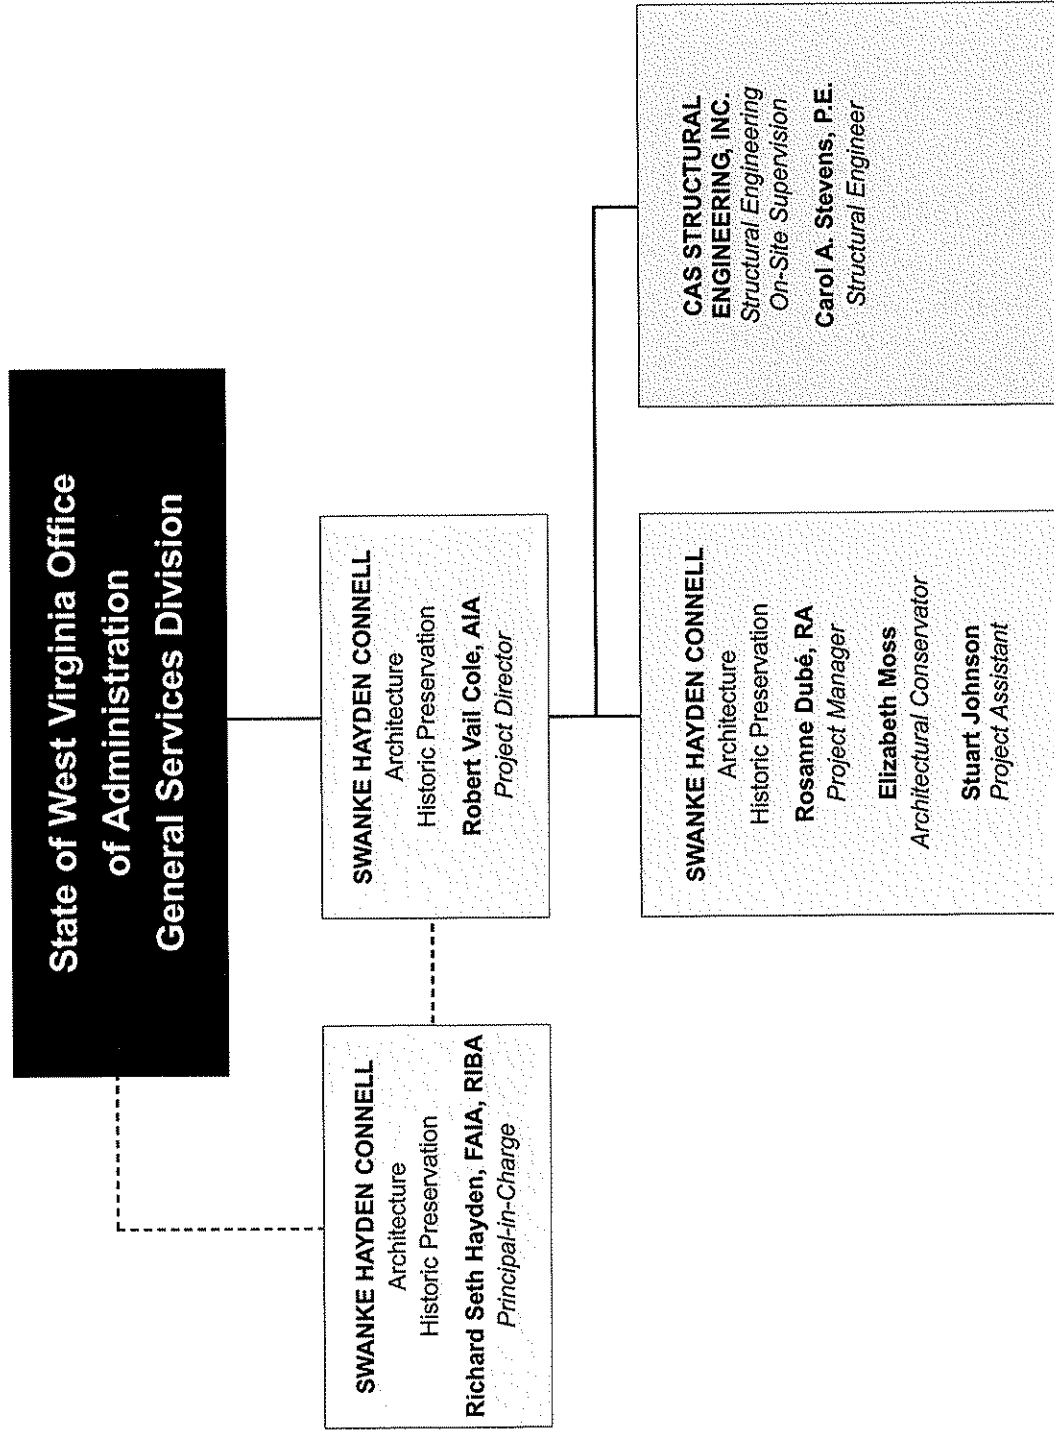 State of West Virginia Office
of Administration
General Services Division
SWANKE HAYDEN CONNELL
Architecture
Historic Preservation
Richard Seth Hayden, FAIA, RIBA
Principal-in-Charge
SWANKE HAYDEN CONNELL
Architecture
Historic Preservation
Robert Vail Cole, AIA
Project Director
SWANKE HAYDEN CONNELL
Architecture
Historic Preservation
Rosanne Dubé, RA
Project Manager
Elizabeth Moss
Architectural Conservator
Stuart Johnson
Project Assistant
CAS STRUCTURAL
ENGINEERING, INC.
Structural Engineering
On-Site Supervision
Carol A. Stevens, P.E.
Structural Engineer